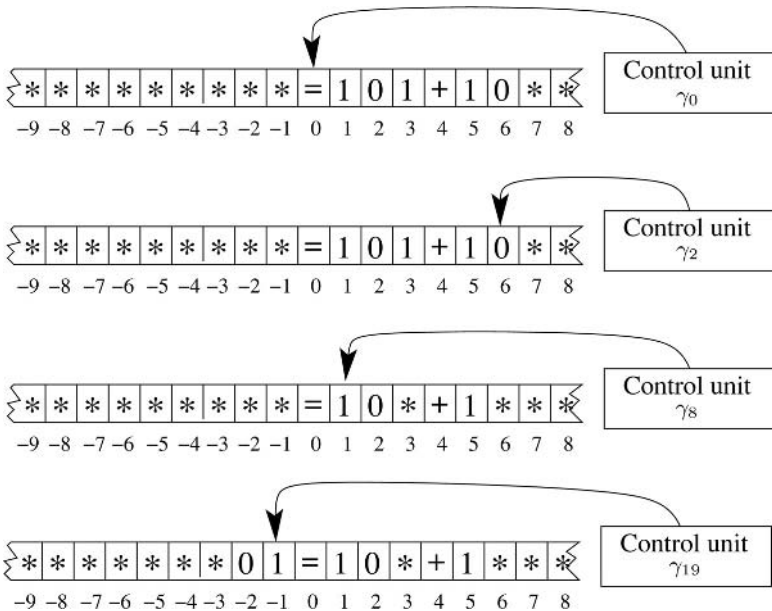 * * * * * * * * * = 1 0 1 + 1 0 * *
Control unit
γ0
-9 -8 -7 -6 -5 -4 -3 -2 -1 0 1 2 3 4 5 6 7 8
* * * * * * * * * = 1 0 1 + 1 0 * *
Control unit
γ2
-9 -8 -7 -6 -5 -4 -3 -2 -1 0 1 2 3 4 5 6 7 8
* * * * * * * * * = 1 0 * + 1 * * *
Control unit
γ8
-9 -8 -7 -6 -5 -4 -3 -2 -1 0 1 2 3 4 5 6 7 8
* * * * * * * 0 1 = 1 0 * + 1 * * *
Control unit
γ19
-9 -8 -7 -6 -5 -4 -3 -2 -1 0 1 2 3 4 5 6 7 8